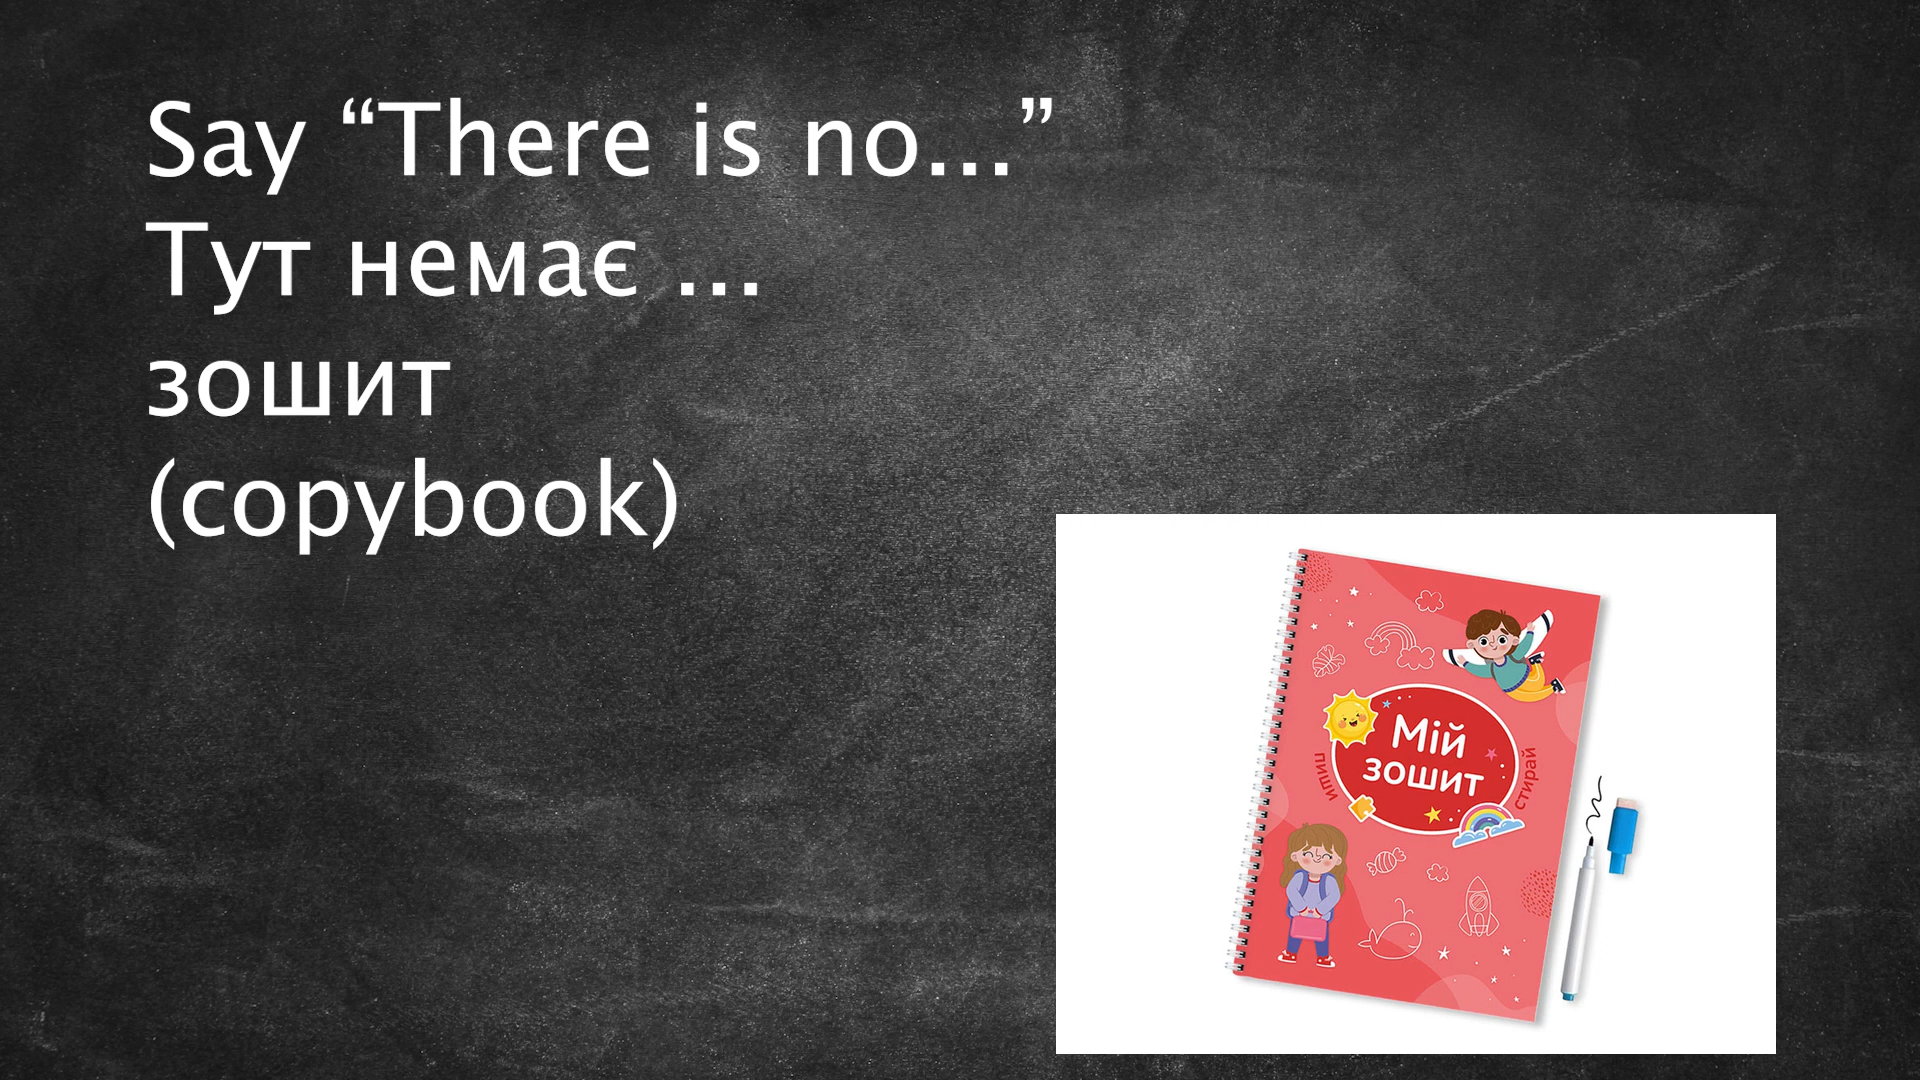 Say “There is no...”
Тут немає ...
зошит
(copybook)
Мій
зошит
пиши
стирай